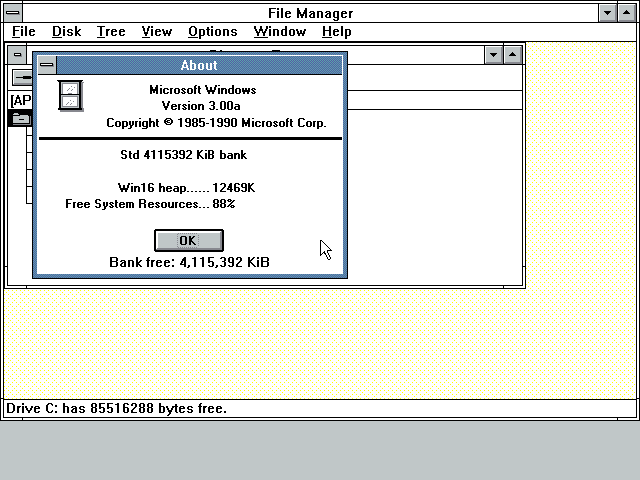 File Manager
File Disk Tree View Options Window Help
About
[AP
Microsoft Windows
Version 3.00a
Copyright © 1985-1990 Microsoft Corp.
Std 4115392 KiB bank
Win16 heap...... 12469K
Free System Resources... 88%
OK
Bank free: 4,115,392 KiB
Drive C: has 85516288 bytes free.